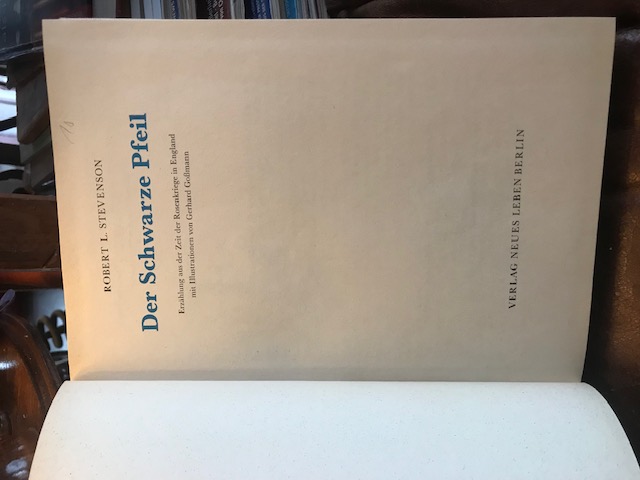 ROBERT L. STEVENSON
Der Schwarze Pfeil
Erzählung aus der Zeit der Rosenkriege in England
mit Illustrationen von Gerhard Goßmann
VERLAG NEUES LEBEN BERLIN